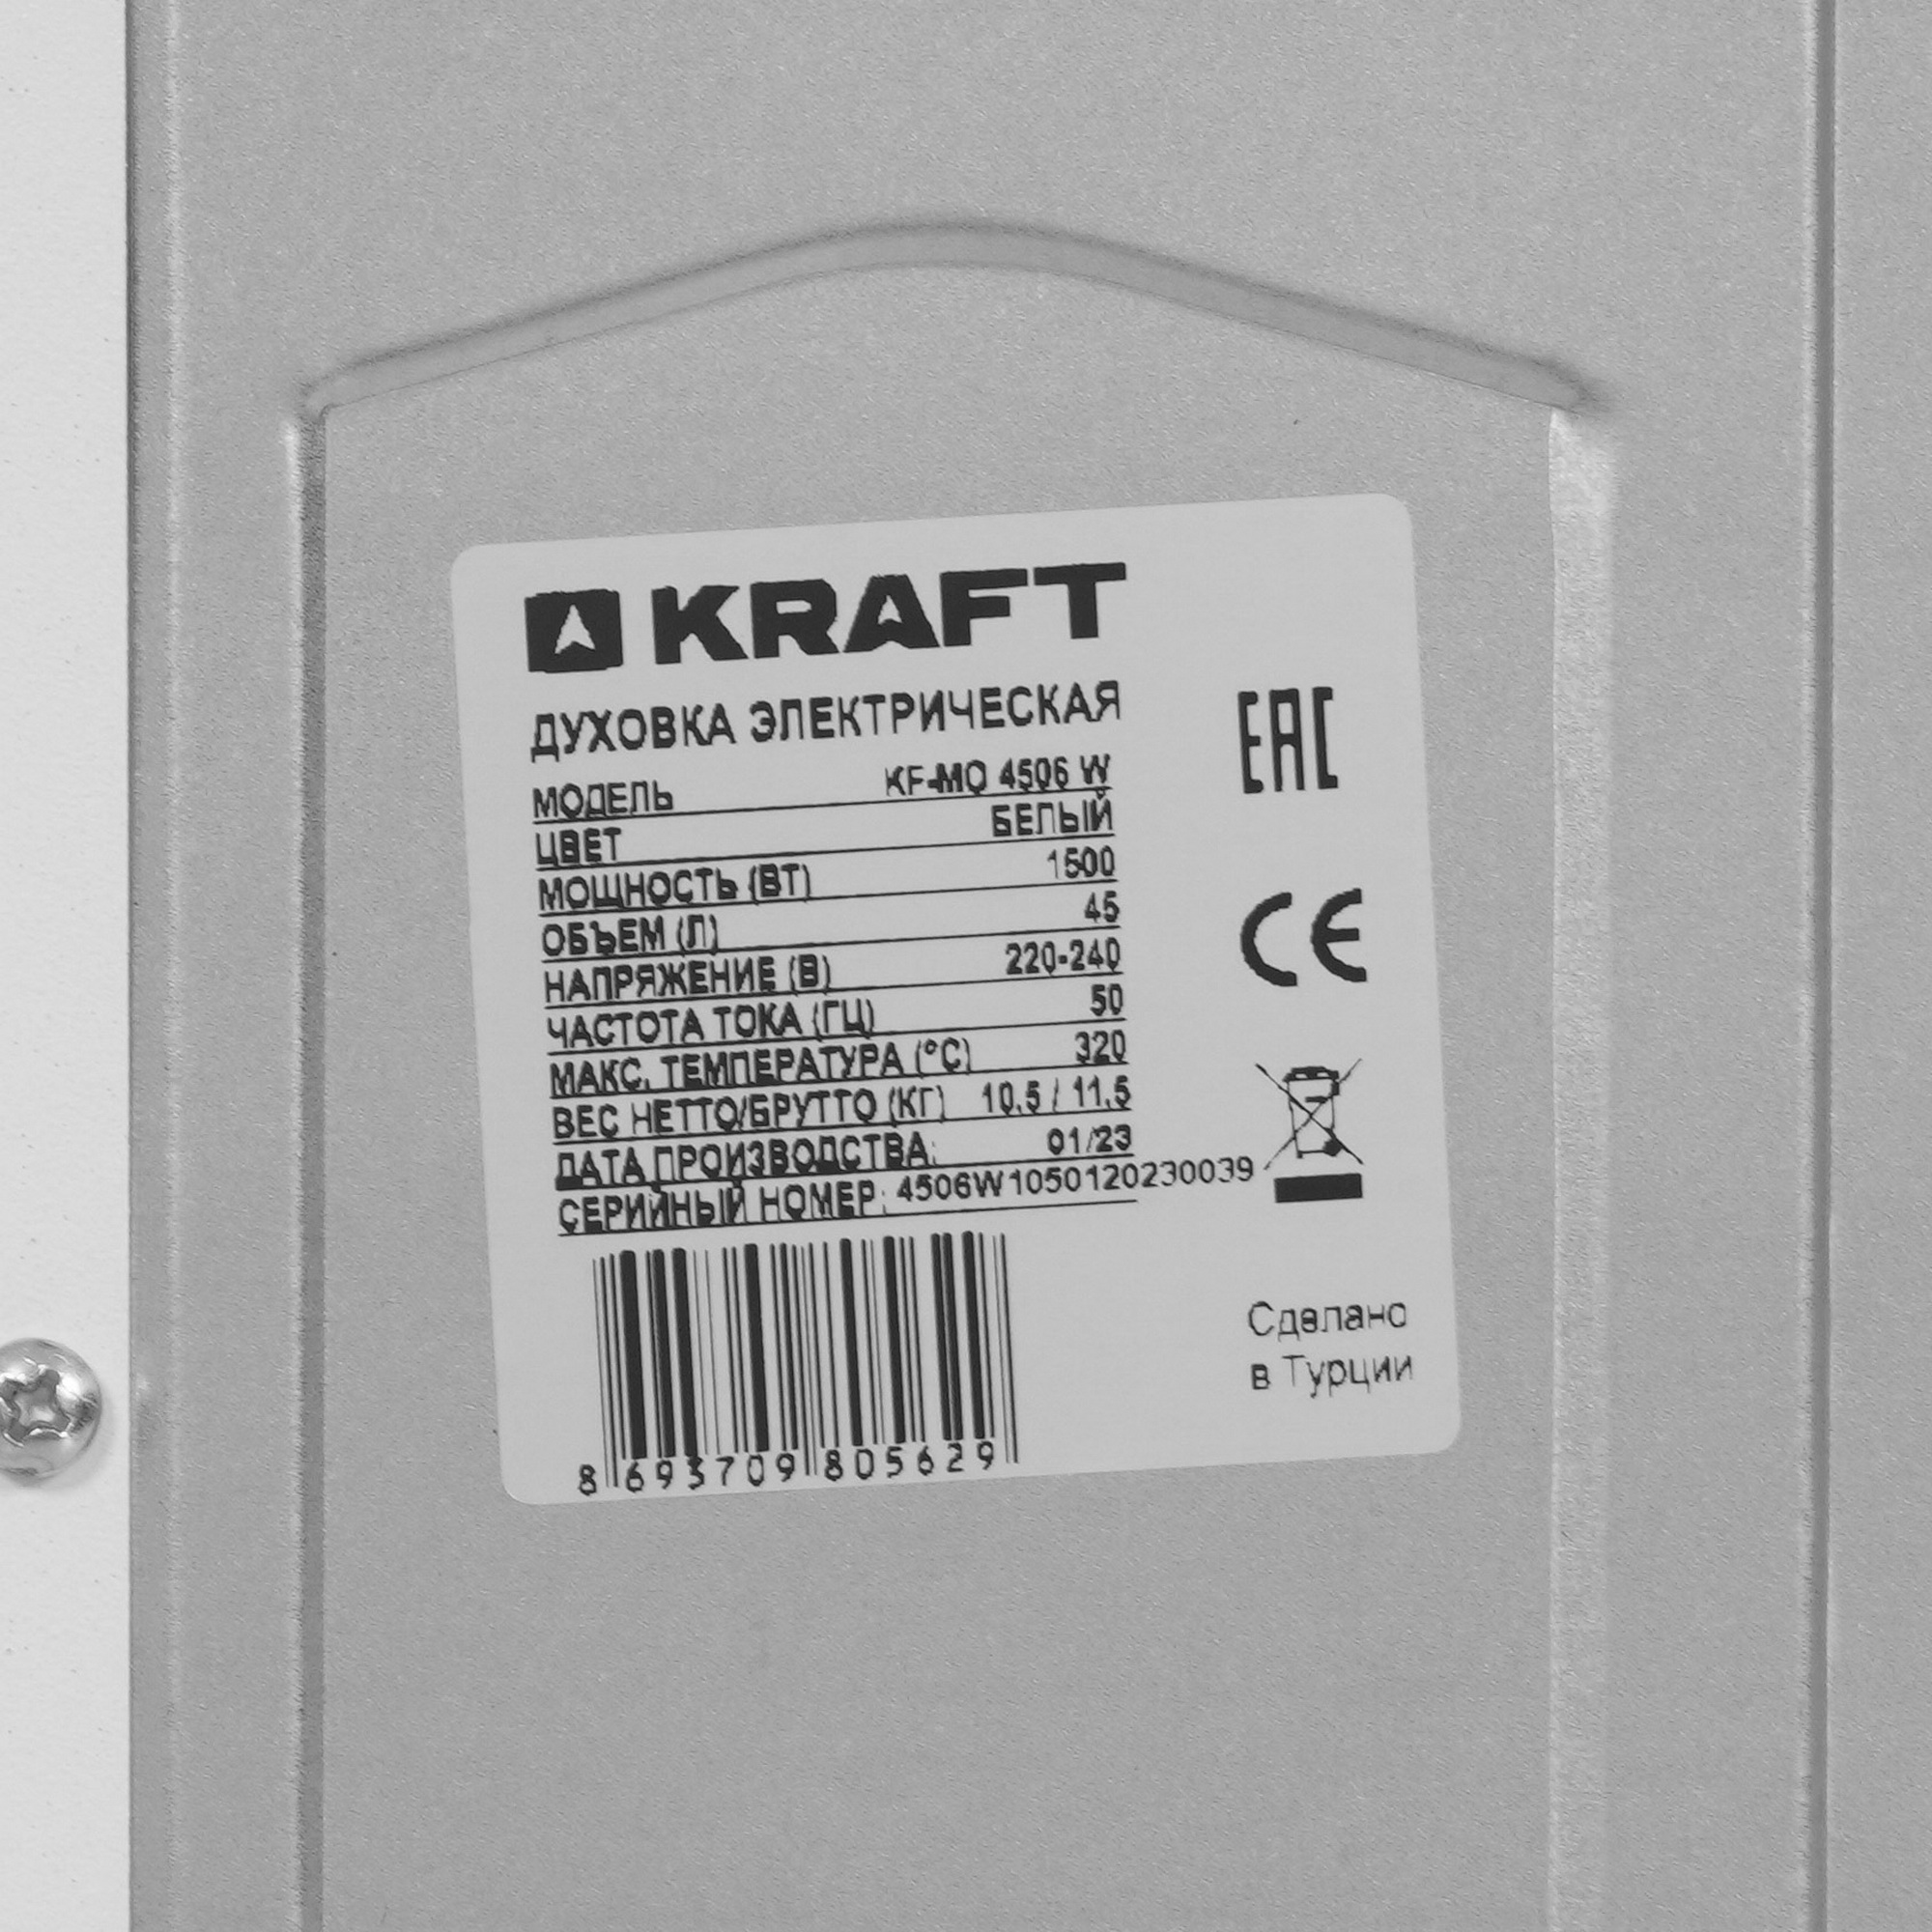 KRAFT
ДУХОВКА ЭЛЕКТРИЧЕСКАЯ
МОДЕЛЬ KF-MO 4506 W
ЦВЕТ БЕЛЫЙ
МОЩНОСТЬ (ВТ) 1500
ОБЪЕМ (Л) 45
НАПРЯЖЕНИЕ (В) 220-240
ЧАСТОТА ТОКА (ГЦ) 50
МАКС. ТЕМПЕРАТУРА (°С) 320
ВЕС НЕТТО/БРУТТО (КГ) 10.5 / 11.5
ДАТА ПРОИЗВОДСТВА: 01/23
СЕРИЙНЫЙ НОМЕР: 4506W1050120230039
8 693709 805629
EAC
CE
Сделано
в Турции